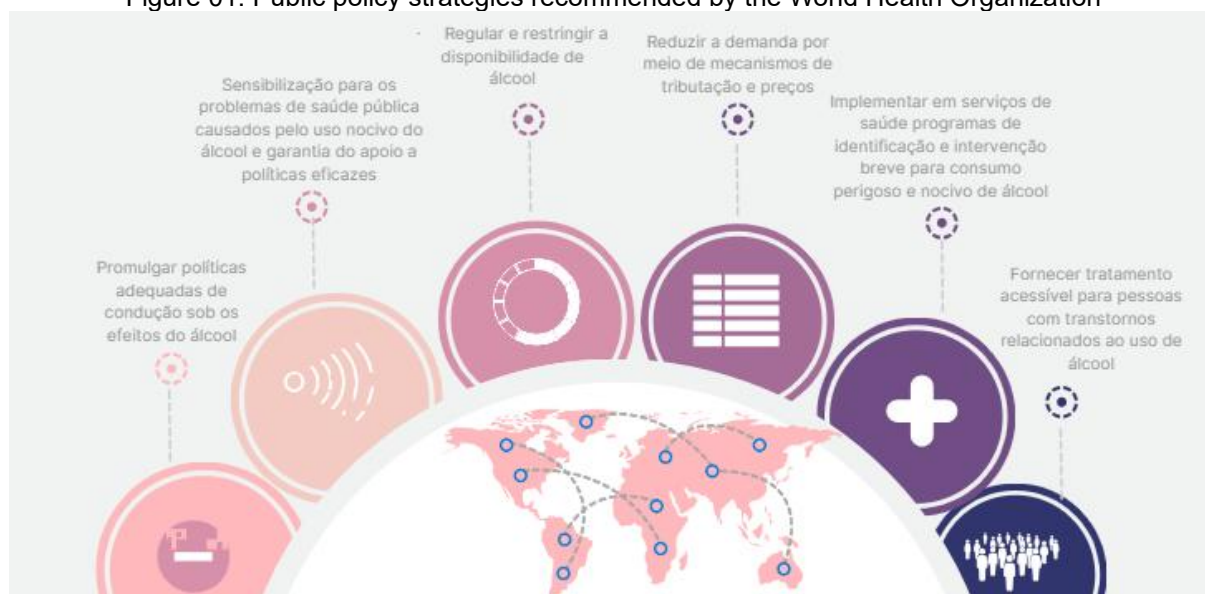 Figure 01: Public policy strategies recommended by the World Health Organization
Regular e restringir a
disponibilidade de
álcool
Reduzir a demanda por
meio de mecanismos de
tributação e preços
Sensibilização para os
problemas de saúde pública
causados pelo uso nocivo do
álcool e garantia do apoio a
políticas eficazes
Implementar em serviços de
saúde programas de
identificação e intervenção
breve para consumo
perigoso e nocivo de álcool
Promulgar políticas
adequadas de
condução sob os
efeitos do álcool
Fornecer tratamento
acessível para pessoas
com transtornos
relacionados ao uso de
álcool